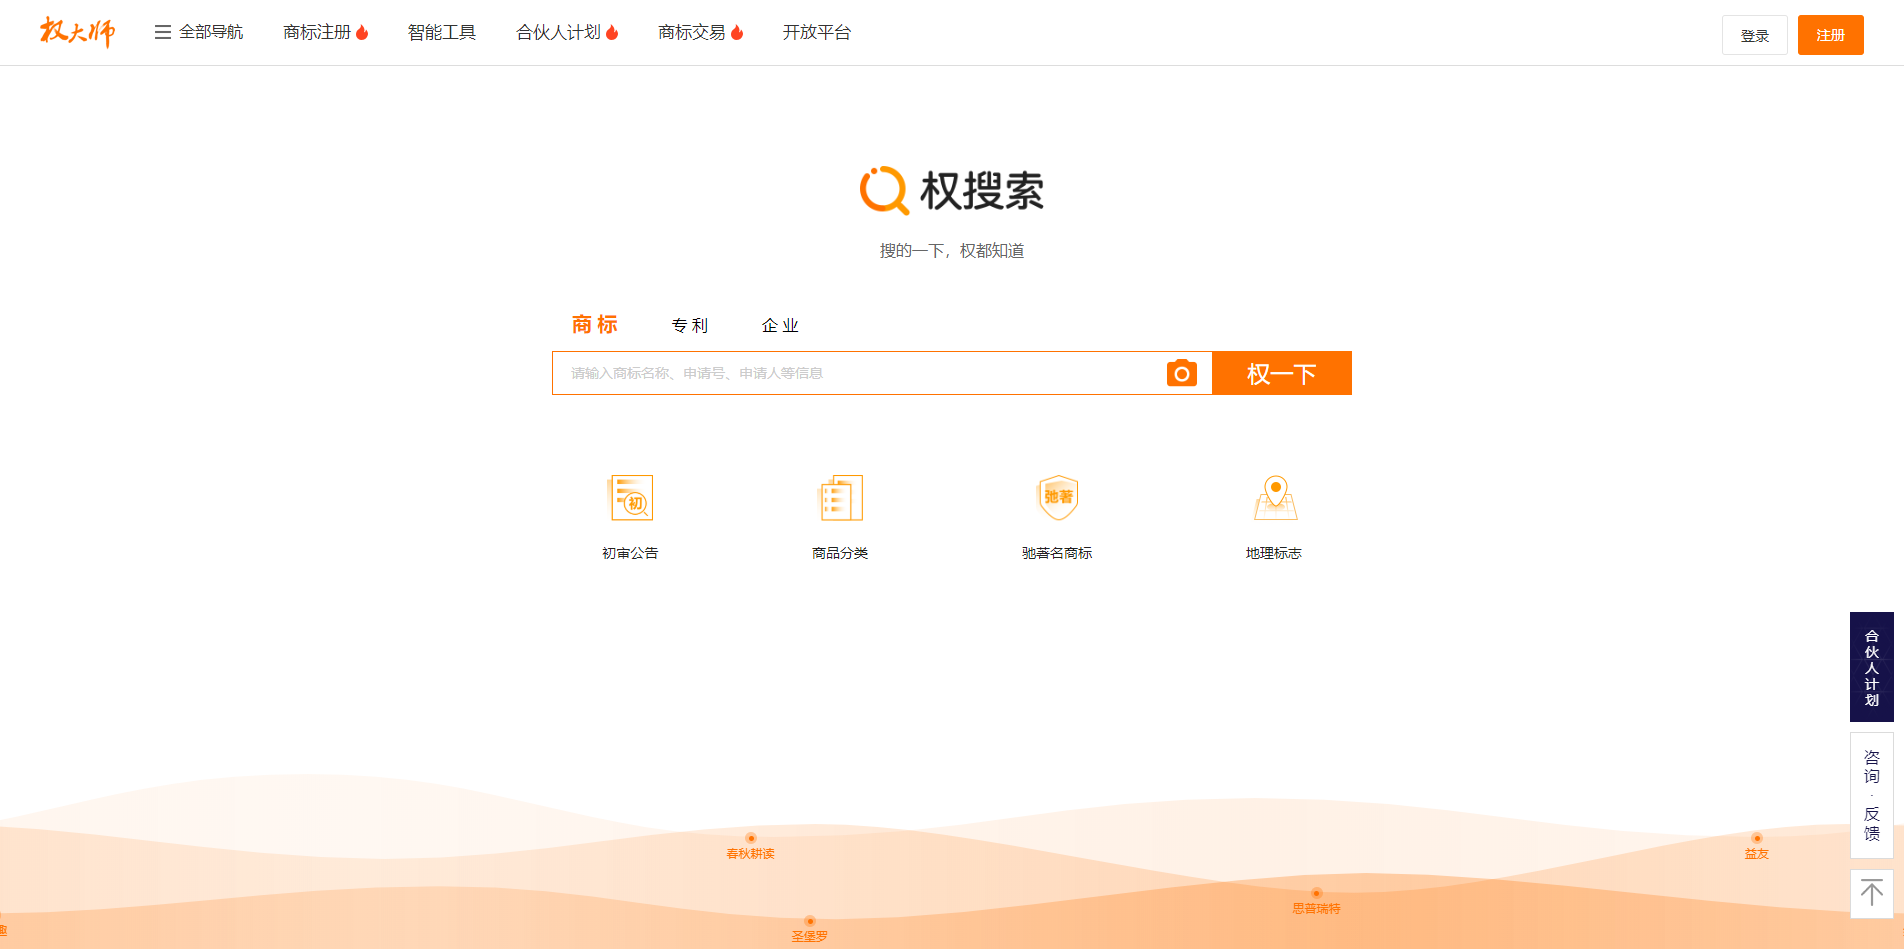 权大师
全部导航 商标注册 智能工具 合伙人计划 商标交易 开放平台 登录 注册
权搜索
搜的一下，权都知道
商标 专利 企业
请输入商标名称、申请号、申请人等信息 权一下
初 弛著
初审公告 商品分类 驰著名商标 地理标志
合伙人计划
咨询·反馈
春秋耕读 益友
思普瑞特
趣
圣堡罗